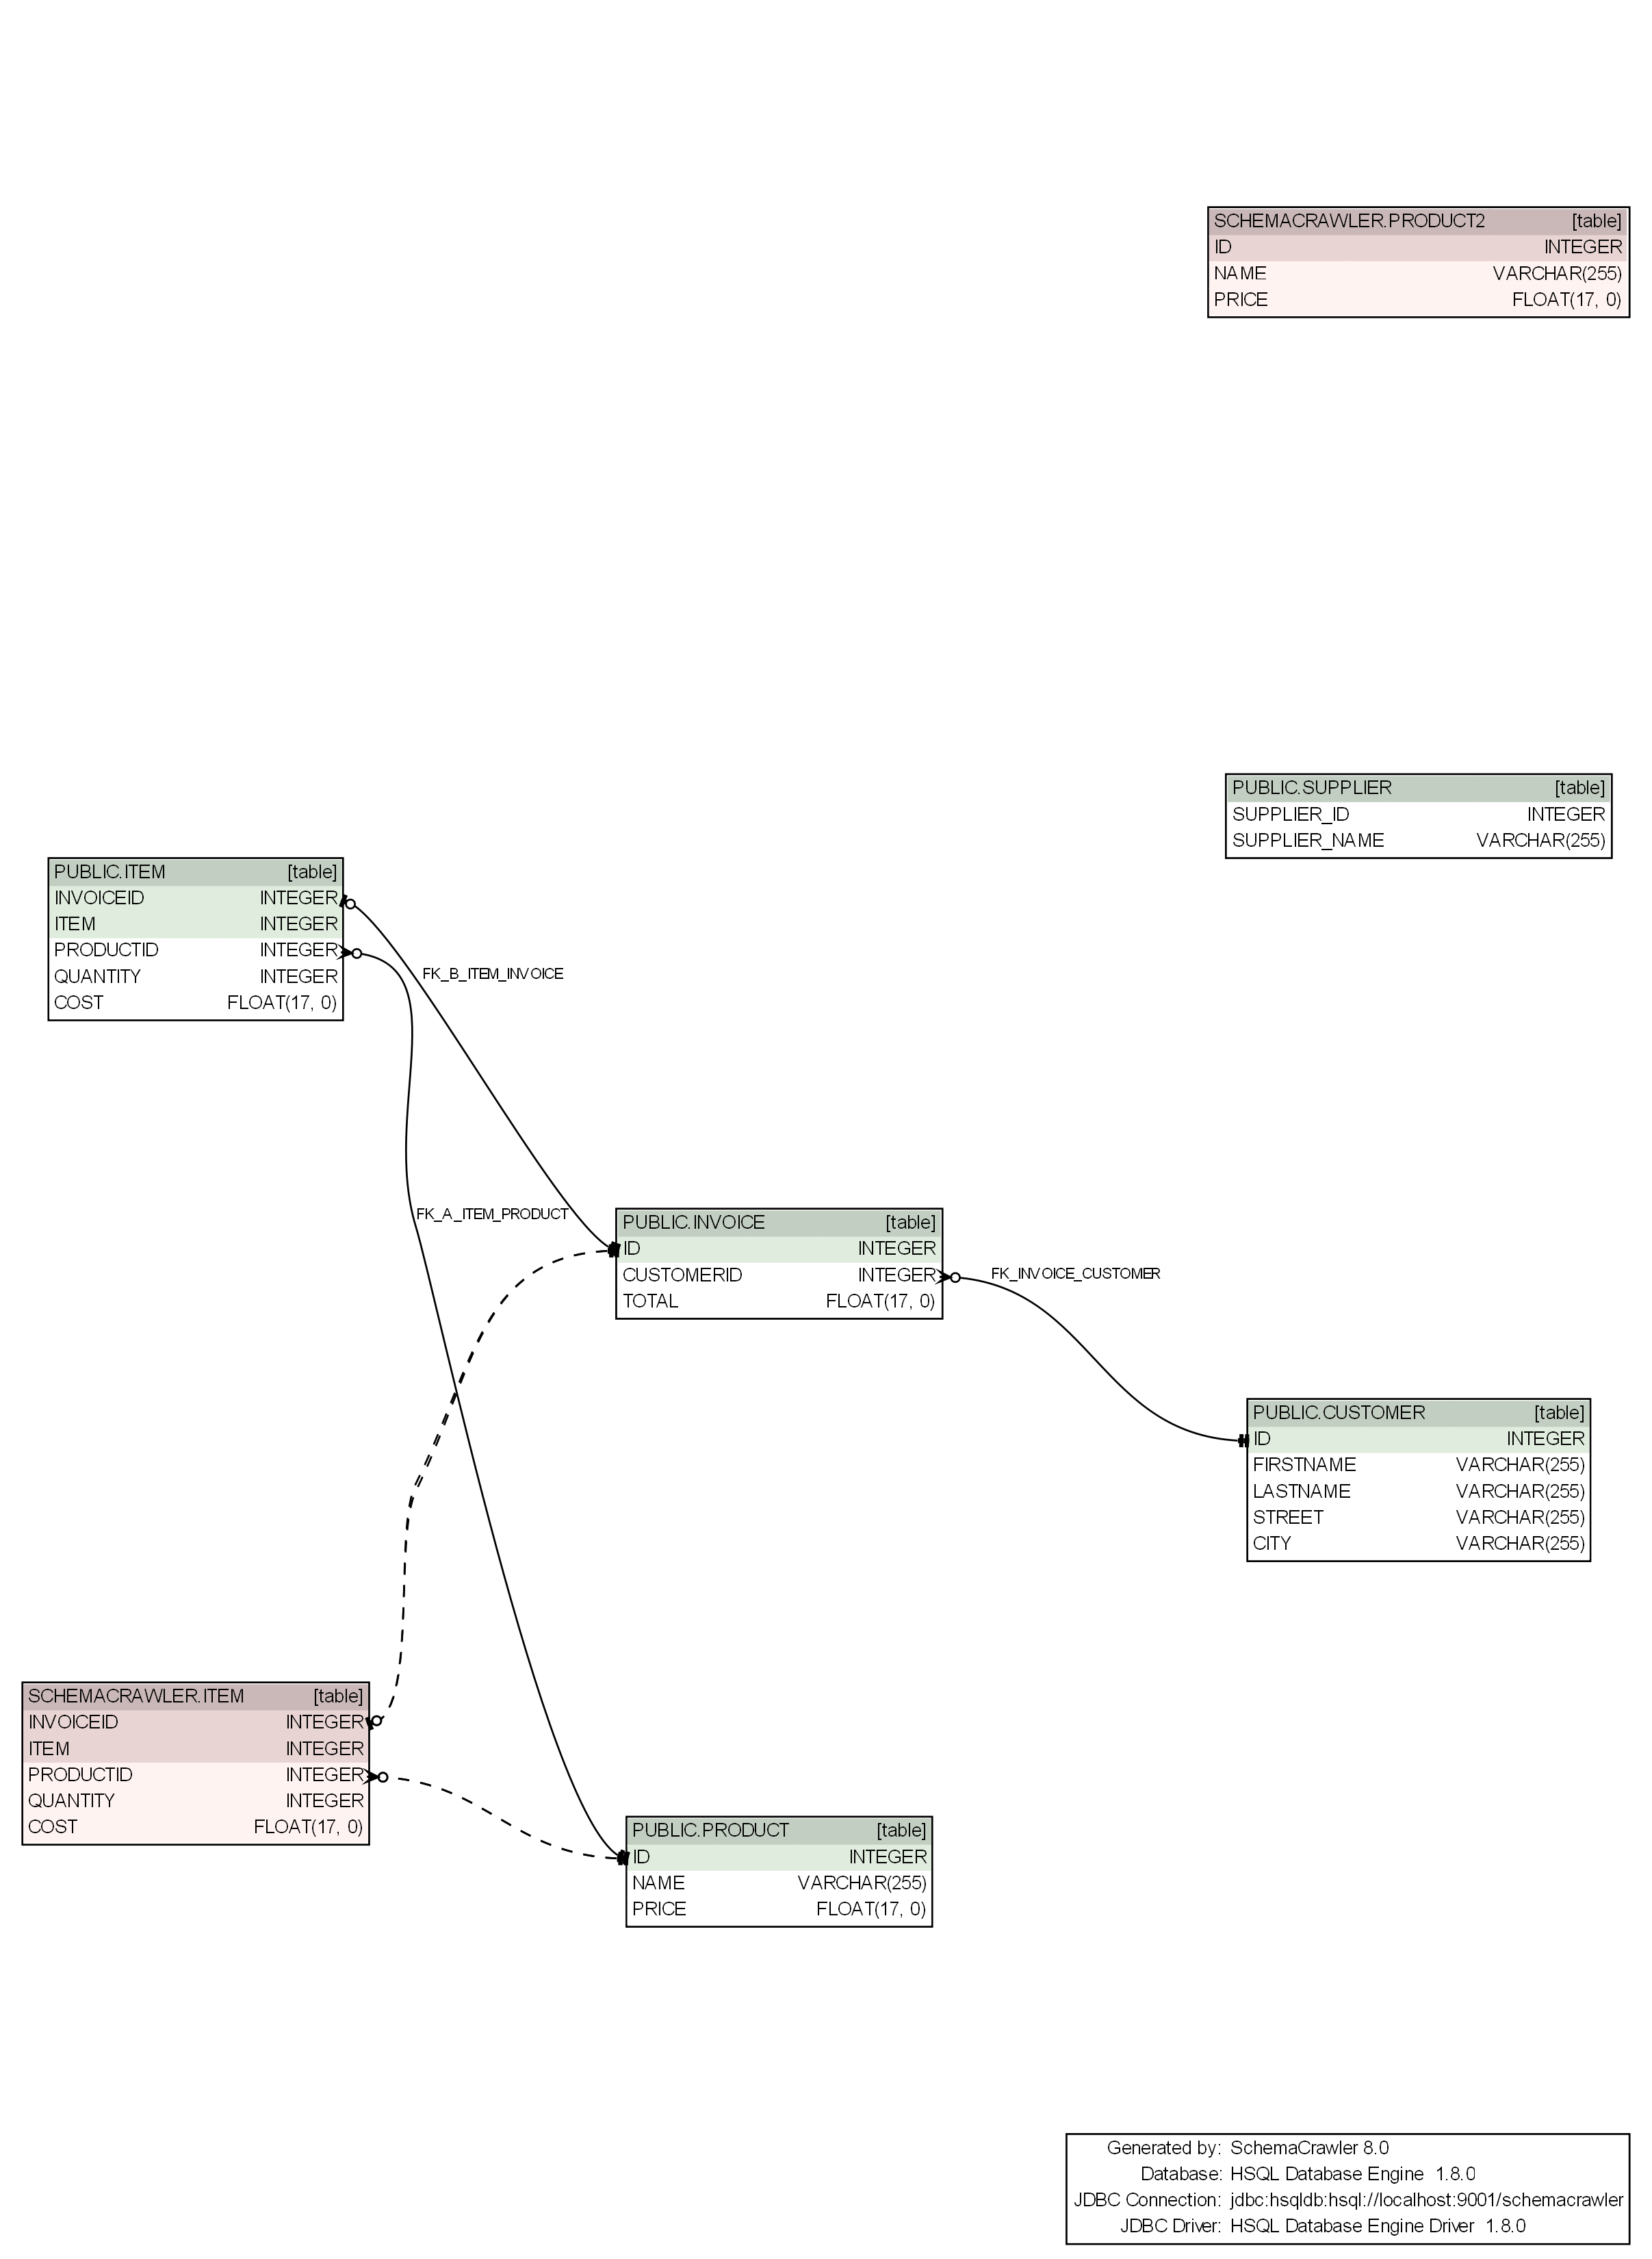 SCHEMACRAWLER.PRODUCT2 [table]
ID INTEGER
NAME VARCHAR(255)
PRICE FLOAT(17, 0)
PUBLIC.SUPPLIER [table]
SUPPLIER_ID INTEGER
SUPPLIER_NAME VARCHAR(255)
PUBLIC.ITEM [table]
INVOICEID INTEGER
ITEM INTEGER
PRODUCTID INTEGER
QUANTITY INTEGER
COST FLOAT(17, 0)
FK_B_ITEM_INVOICE
FK_A_ITEM_PRODUCT
PUBLIC.INVOICE [table]
ID INTEGER
CUSTOMERID INTEGER
TOTAL FLOAT(17, 0)
FK_INVOICE_CUSTOMER
PUBLIC.CUSTOMER [table]
ID INTEGER
FIRSTNAME VARCHAR(255)
LASTNAME VARCHAR(255)
STREET VARCHAR(255)
CITY VARCHAR(255)
SCHEMACRAWLER.ITEM [table]
INVOICEID INTEGER
ITEM INTEGER
PRODUCTID INTEGER
QUANTITY INTEGER
COST FLOAT(17, 0)
PUBLIC.PRODUCT [table]
ID INTEGER
NAME VARCHAR(255)
PRICE FLOAT(17, 0)
Generated by: SchemaCrawler 8.0
Database: HSQL Database Engine 1.8.0
JDBC Connection: jdbc:hsqldb:hsql://localhost:9001/schemacrawler
JDBC Driver: HSQL Database Engine Driver 1.8.0